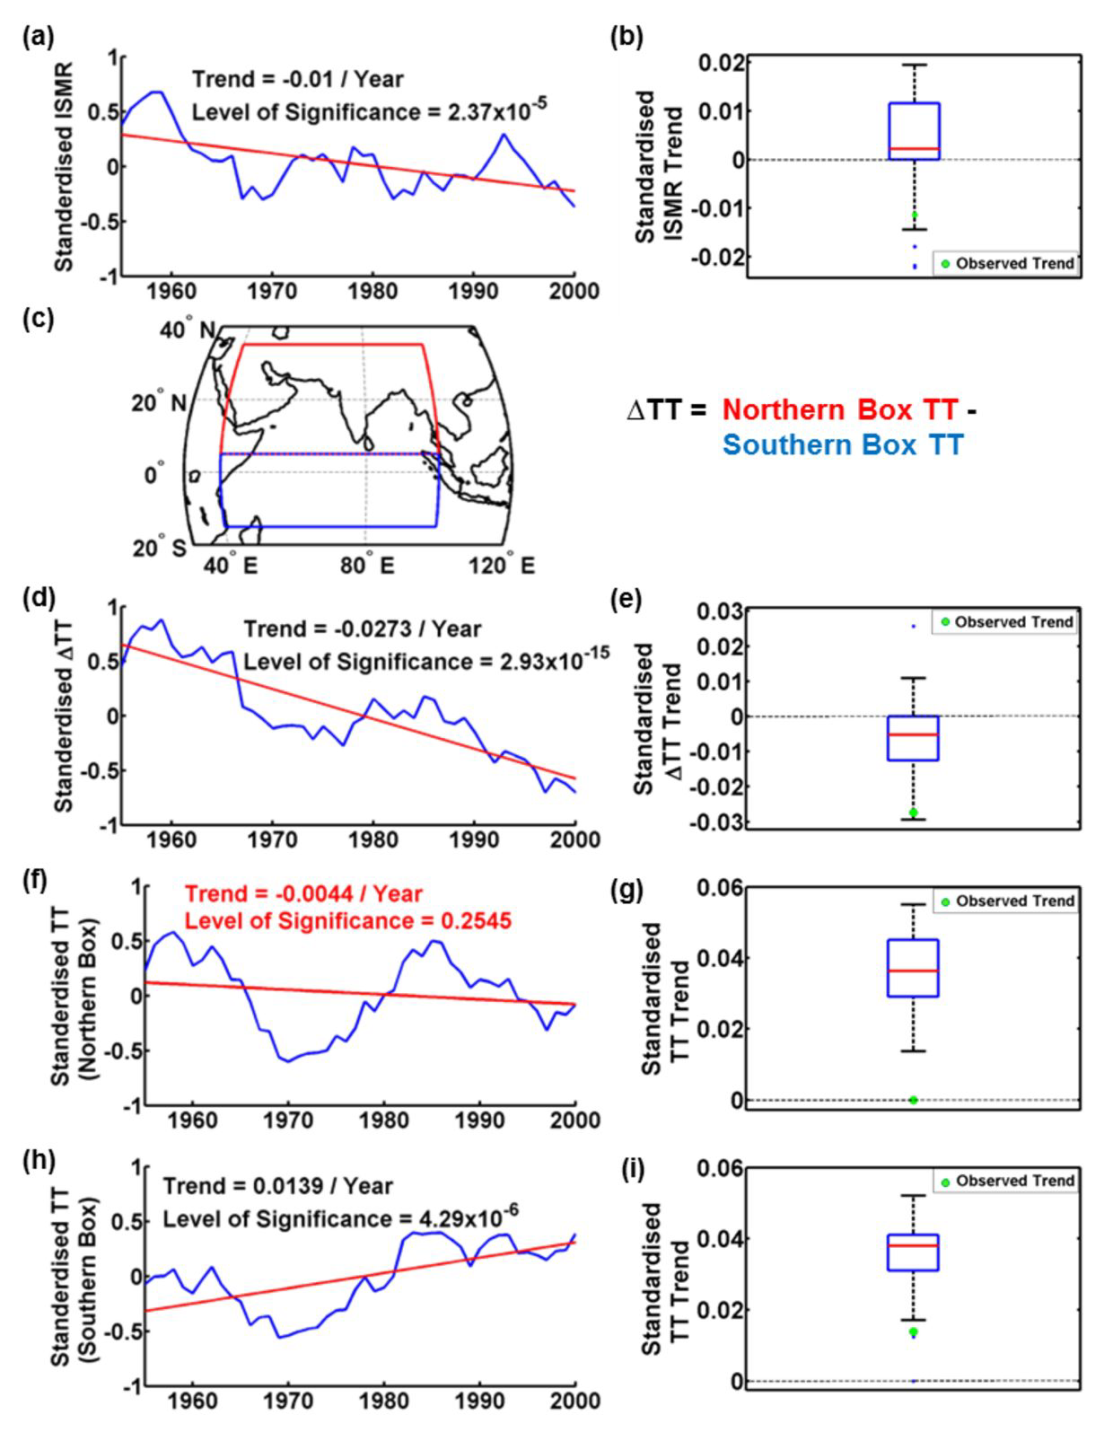 (a)
Standerdised ISMR
1
0.5
0
-0.5
-1
Trend = -0.01 / Year
Level of Significance = 2.37x10-5
1960 1970 1980 1990 2000
(b)
Standardised
ISMR Trend
0.02
0.01
0
-0.01
-0.02
Observed Trend
(c)
40° N
20° N
0°
20° S
40° E 80° E 120° E
ΔTT = Northern Box TT -
Southern Box TT
(d)
Standerdised ΔTT
1
0.5
0
-0.5
-1
Trend = -0.0273 / Year
Level of Significance = 2.93x10-15
1960 1970 1980 1990 2000
(e)
Standardised
ΔTT Trend
0.03
0.02
0.01
0
-0.01
-0.02
-0.03
Observed Trend
(f)
Standerdised TT
(Northern Box)
1
0.5
0
-0.5
-1
Trend = -0.0044 / Year
Level of Significance = 0.2545
1960 1970 1980 1990 2000
(g)
Standardised
TT Trend
0.06
0.04
0.02
0
Observed Trend
(h)
Standerdised TT
(Southern Box)
1
0.5
0
-0.5
-1
Trend = 0.0139 / Year
Level of Significance = 4.29x10-6
1960 1970 1980 1990 2000
(i)
Standardised
TT Trend
0.06
0.04
0.02
0
Observed Trend